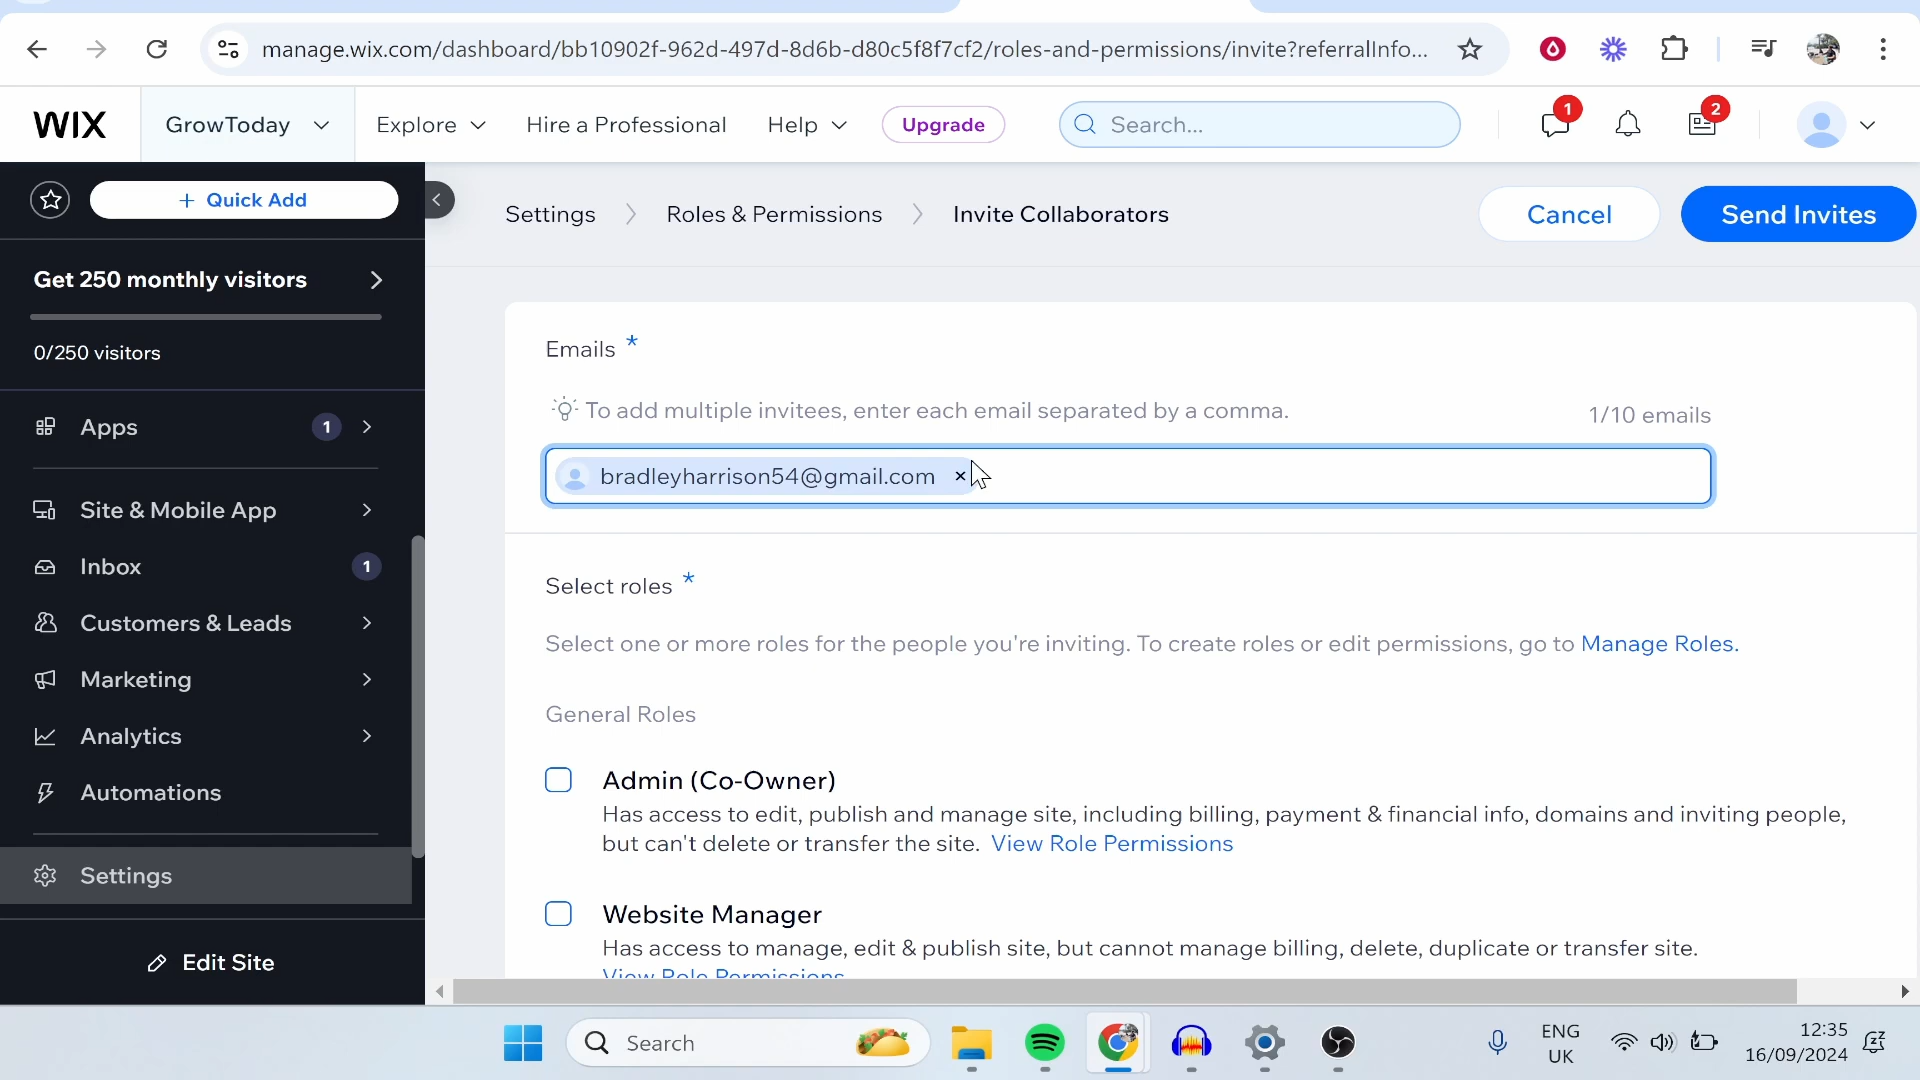 manage.wix.com/dashboard/bb10902f-962d-497d-8d6b-d80c5f8f7cf2/roles-and-permissions/invite?referralInfo...
WIX
GrowToday
Explore
Hire a Professional
Help
Upgrade
Search...
1
2
+ Quick Add
Settings
Roles & Permissions
Invite Collaborators
Cancel
Send Invites
Get 250 monthly visitors
0/250 visitors
Apps
1
Site & Mobile App
Inbox
1
Customers & Leads
Marketing
Analytics
Automations
Settings
Edit Site
Emails *
To add multiple invitees, enter each email separated by a comma.
1/10 emails
bradleyharrison54@gmail.com
Select roles *
Select one or more roles for the people you're inviting. To create roles or edit permissions, go to Manage Roles.
General Roles
Admin (Co-Owner)
Has access to edit, publish and manage site, including billing, payment & financial info, domains and inviting people,
but can't delete or transfer the site. View Role Permissions
Website Manager
Has access to manage, edit & publish site, but cannot manage billing, delete, duplicate or transfer site.
View Role Permissions
Search
ENG
UK
12:35
16/09/2024